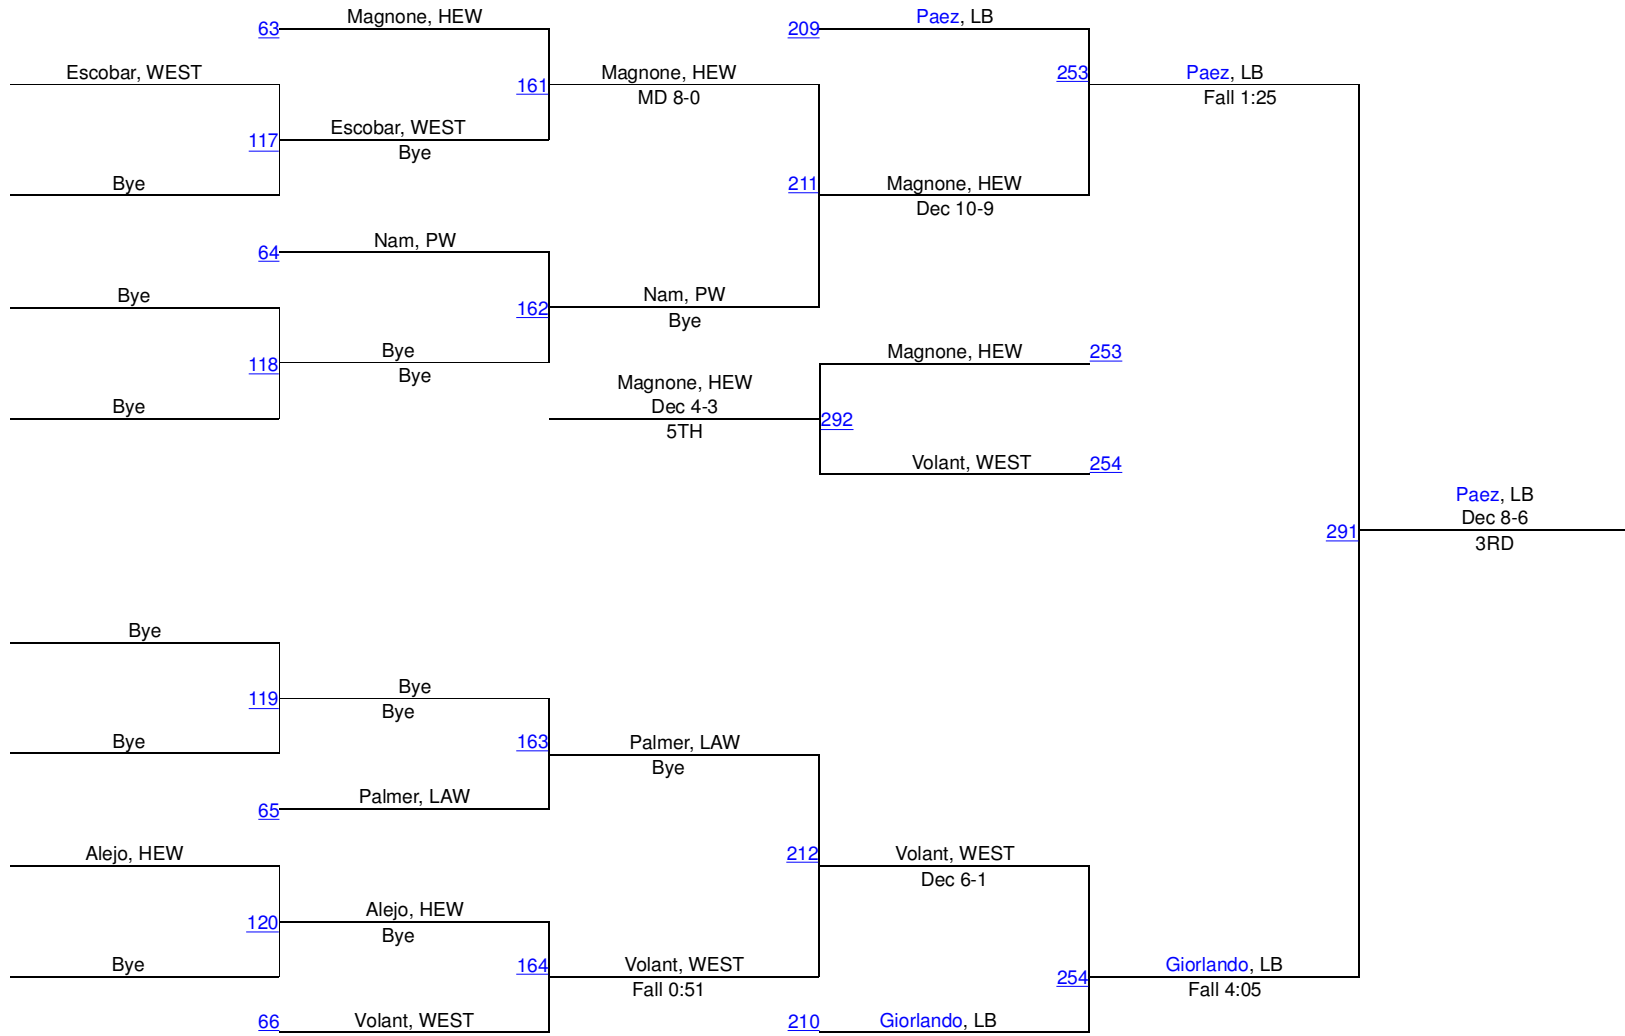 Magnone, HEW
Paez, LB
63
209
Escobar, WEST
Magnone, HEW
253
Paez, LB
161
MD 8-0
Fall 1:25
Escobar, WEST
117
Bye
Bye
211
Magnone, HEW
Dec 10-9
Nam, PW
64
Bye
162
Nam, PW
Bye
Bye
Magnone, HEW
253
118
Bye
Magnone, HEW
Bye
Dec 4-3
292
5TH
Volant, WEST
254
Paez, LB
Dec 8-6
291
3RD
Bye
Bye
119
Bye
Bye
163
Palmer, LAW
Bye
Palmer, LAW
65
Alejo, HEW
212
Volant, WEST
Dec 6-1
Alejo, HEW
120
Bye
Bye
164
Volant, WEST
254
Giorlando, LB
Fall 0:51
Fall 4:05
66
Volant, WEST
210
Giorlando, LB